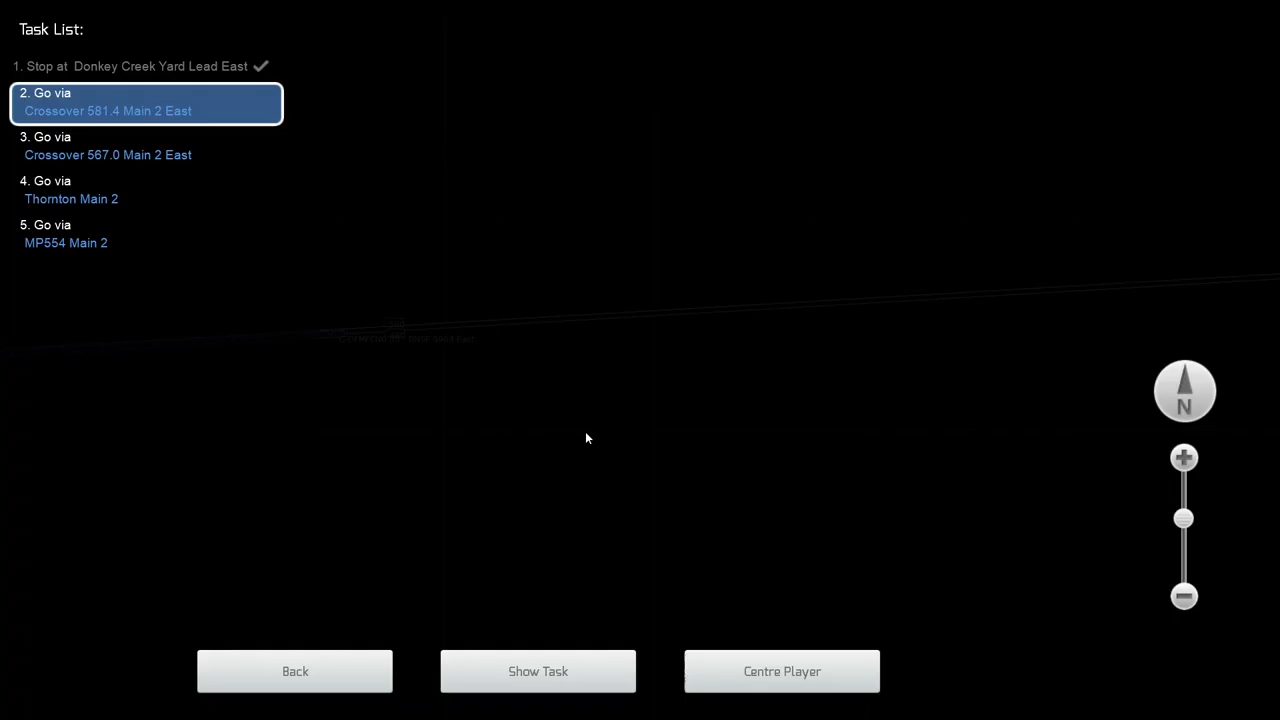 Task List:
1. Stop at  Donkey Creek Yard Lead East
2. Go via
Crossover 581.4 Main 2 East
3. Go via
Crossover 567.0 Main 2 East
4. Go via
Thornton Main 2
5. Go via
MP554 Main 2
N
Back
Show Task
Centre Player